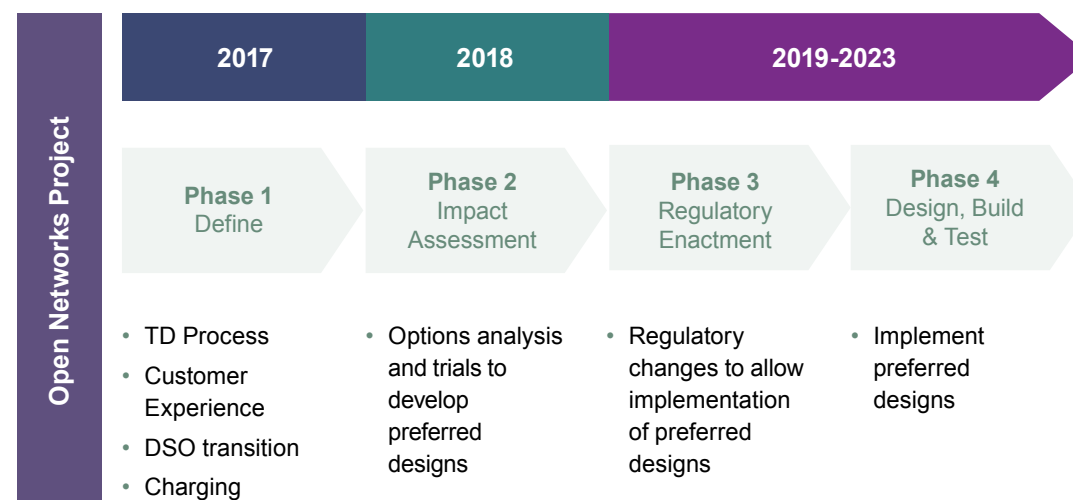 Open Networks Project
2017
2018
2019-2023
Phase 1
Define
Phase 2
Impact
Assessment
Phase 3
Regulatory
Enactment
Phase 4
Design, Build
& Test
• TD Process
• Customer
Experience
• DSO transition
• Charging
• Options analysis
and trials to
develop
preferred
designs
• Regulatory
changes to allow
implementation
of preferred
designs
• Implement
preferred
designs